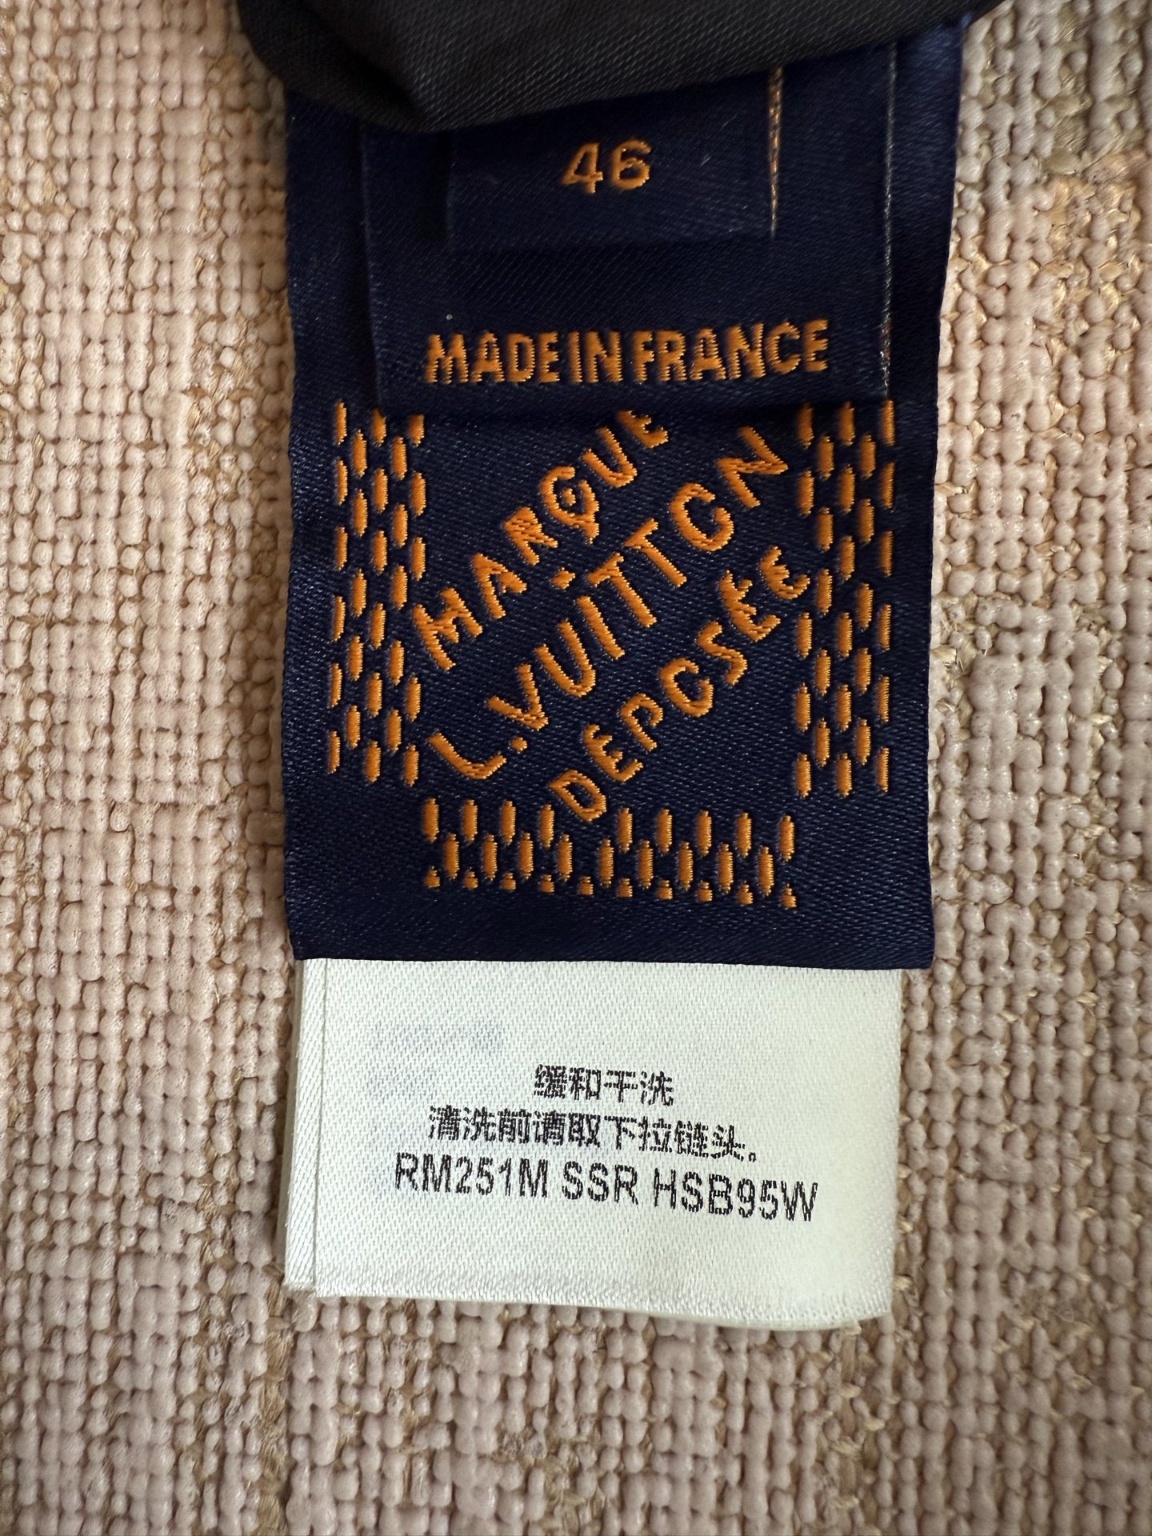 46
MADE IN FRANCE
MARQUE
L.VUITTON
DÉPOSÉE
缓和干洗
清洗前请取下拉链头。
RM251M SSR HSB95W